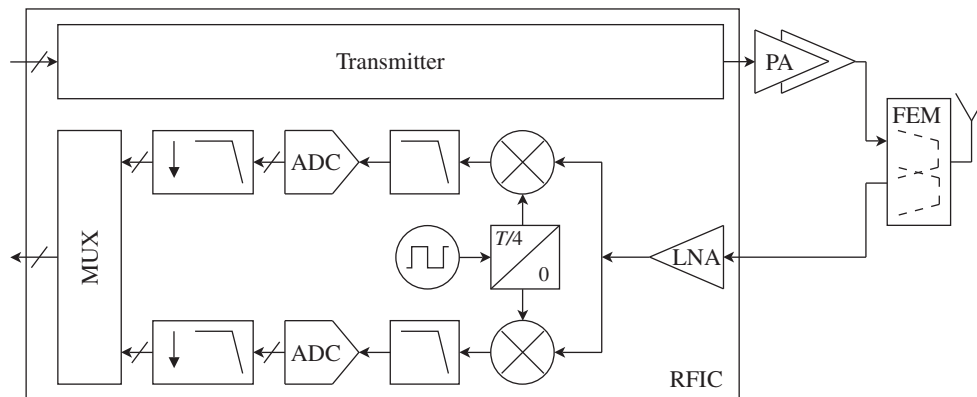 Transmitter
PA
FEM
ADC
T/4
0
MUX
LNA
ADC
RFIC